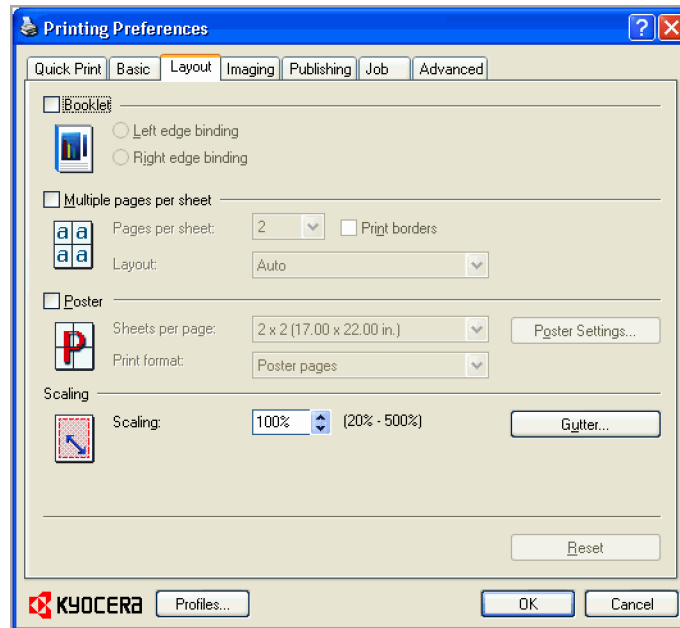 Printing Preferences
Quick Print Basic Layout Imaging Publishing Job Advanced
Booklet
Left edge binding
Right edge binding
Multiple pages per sheet
a a
a a
Pages per sheet: 2 Print borders
Layout: Auto
Poster
P
Sheets per page: 2 x 2 (17.00 x 22.00 in.) Poster Settings...
Print format: Poster pages
Scaling
Scaling: 100% (20% - 500%) Gutter...
Reset
KYOCERA Profiles... OK Cancel